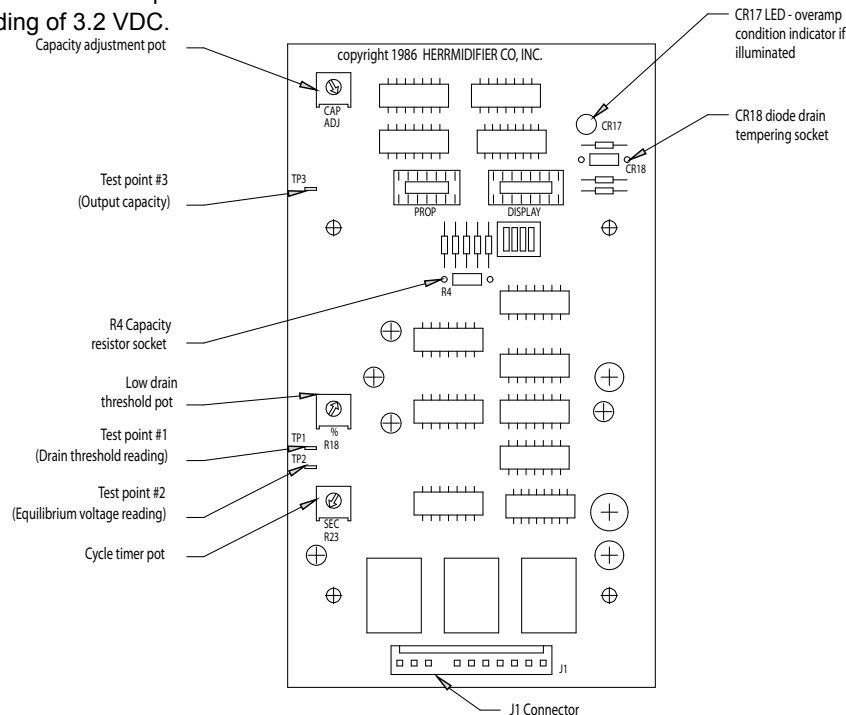 ding of 3.2 VDC.
Capacity adjustment pot
copyright 1986 HERRMIDIFIER CO, INC.
CR17 LED - overamp
condition indicator if
illuminated
CAP
ADJ
CR17
CR18 diode drain
tempering socket
CR18
Test point #3
(Output capacity)
TP3
PROP
DISPLAY
R4
R4 Capacity
resistor socket
Low drain
threshold pot
%
R18
Test point #1
(Drain threshold reading)
TP1
TP2
Test point #2
(Equilibrium voltage reading)
SEC
R23
Cycle timer pot
J1
J1 Connector